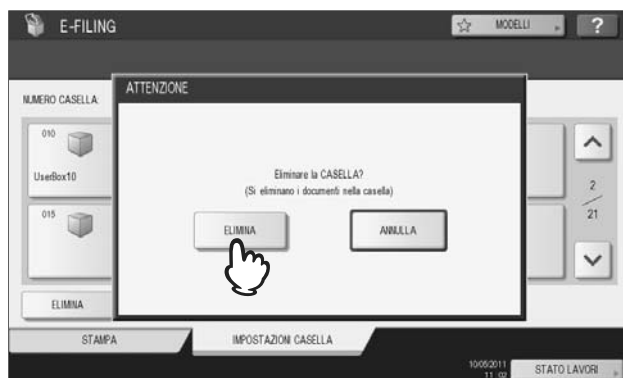 E-FILING
MODELLI
?
ATTENZIONE
NUMERO CASELLA:
010
UserBox10
015
Eliminare la CASELLA?
(Si eliminano i documenti nella casella)
ELIMINA
ANNULLA
2
21
ELIMINA
STAMPA
IMPOSTAZIONI CASELLA
10/05/2011
11 : 02
STATO LAVORI